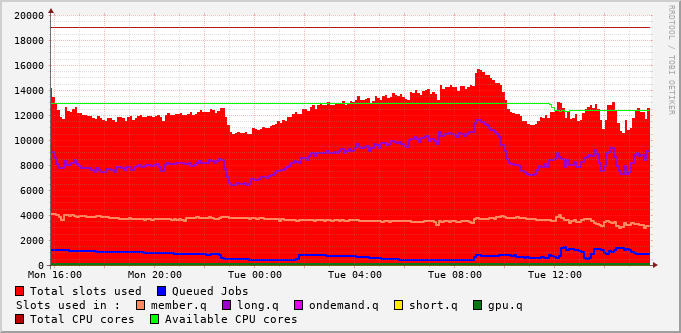 20000
18000
16000
14000
12000
10000
8000
6000
4000
2000
0
Mon 16:00 Mon 20:00 Tue 00:00 Tue 04:00 Tue 08:00 Tue 12:00
Total slots used Queued Jobs
Slots used in : member.q long.q ondemand.q short.q gpu.q
Total CPU cores Available CPU cores
RRDTOOL / TOBI OETIKER